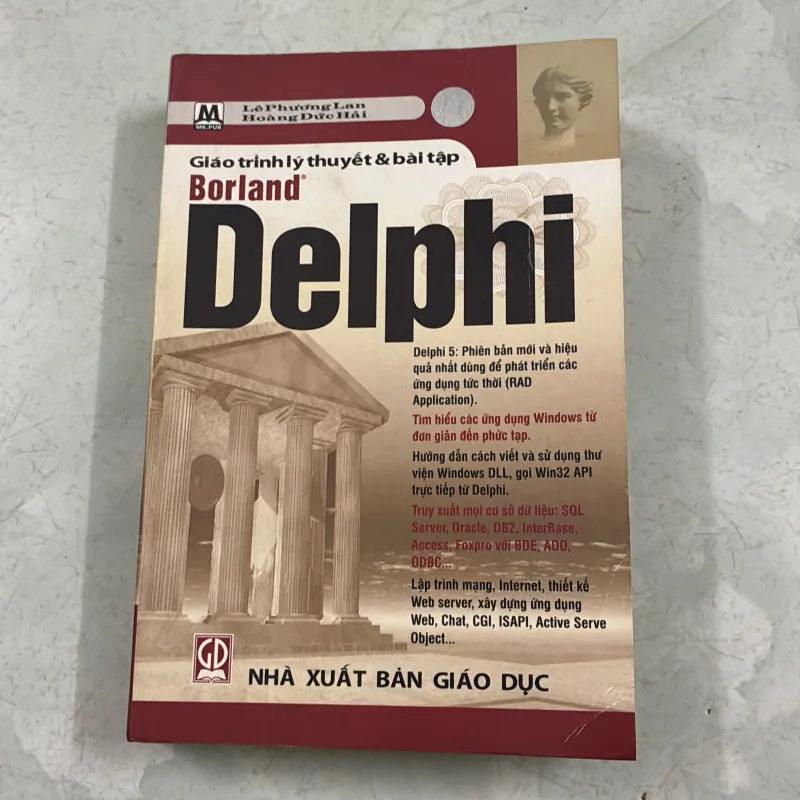 M
MK.PUB
Lê Phương Lan
Hoàng Đức Hải
Giáo trình lý thuyết & bài tập
Borland®
Delphi
Delphi 5: Phiên bản mới và hiệu
quả nhất dùng để phát triển các
ứng dụng tức thời (RAD
Application).
Tìm hiểu các ứng dụng Windows từ
đơn giản đến phức tạp.
Hướng dẫn cách viết và sử dụng thư
viện Windows DLL, gọi Win32 API
trực tiếp từ Delphi.
Truy xuất mọi cơ sở dữ liệu: SQL
Server, Oracle, DB2, InterBase,
Access, Foxpro với BDE, ADO,
ODBC...
Lập trình mạng, Internet, thiết kế
Web server, xây dựng ứng dụng
Web, Chat, CGI, ISAPI, Active Serve
Object...
GD
NHÀ XUẤT BẢN GIÁO DỤC